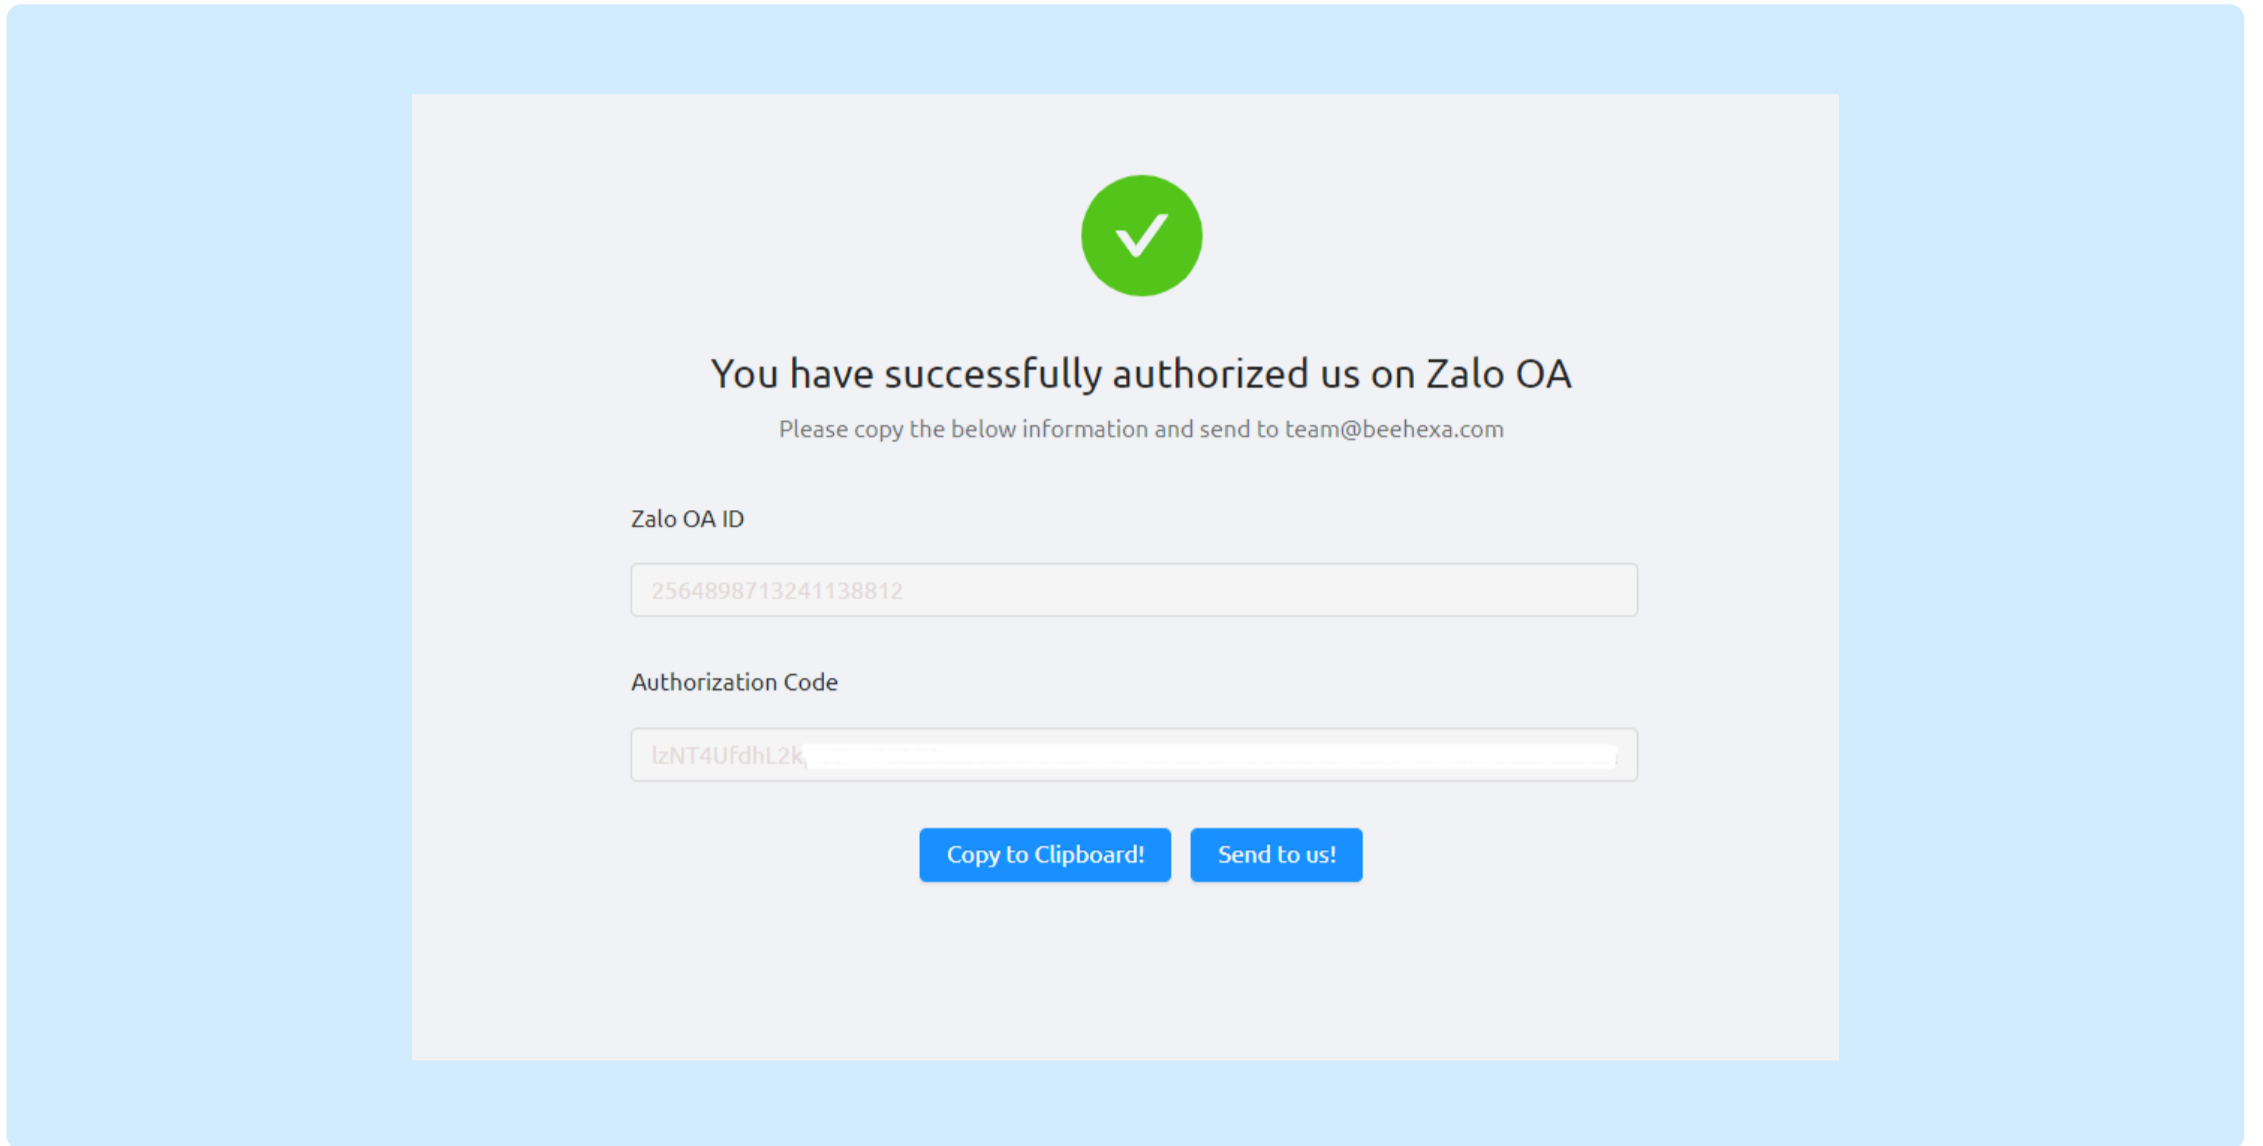 You have successfully authorized us on Zalo OA
Please copy the below information and send to team@beehexa.com
Zalo OA ID
2564898713241138812
Authorization Code
lzNT4UfdhL2k
Copy to Clipboard! Send to us!